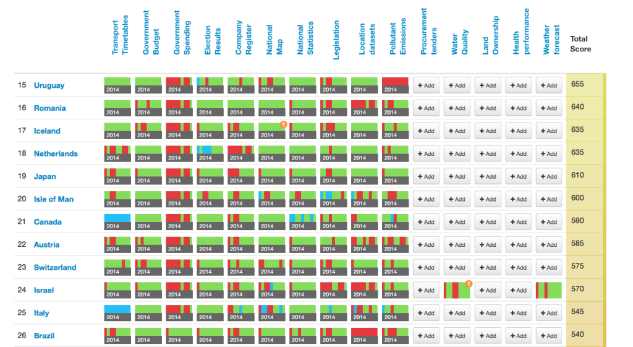 Transport Timetables
Government Budget
Government Spending
Election Results
Company Register
National Map
National Statistics
Legislation
Location datasets
Pollutant Emissions
Procurement tenders
Water Quality
Land Ownership
Health performance
Weather forecast
Total Score
15 Uruguay 2014 2014 2014 2014 2014 2014 2014 2014 2014 2014 + Add + Add + Add + Add + Add 655
16 Romania 2014 2014 2014 2014 2014 2014 2014 2014 2014 2014 + Add + Add + Add + Add + Add 640
17 Iceland 2014 2014 2014 2014 2014 2014 1 2014 2014 2014 2014 + Add + Add + Add + Add + Add 635
18 Netherlands 2014 2014 2014 2014 2014 2014 2014 2014 2014 2014 + Add + Add + Add + Add + Add 635
19 Japan 2014 2014 2014 2014 2014 2014 2014 2014 2014 2014 + Add + Add + Add + Add + Add 610
20 Isle of Man 2014 2014 2014 2014 2014 2014 2014 2014 2014 2014 + Add + Add + Add + Add + Add 600
21 Canada 2014 2014 2014 2014 2014 2014 2014 2014 2014 2014 + Add + Add + Add + Add + Add 590
22 Austria 2014 2014 2014 2014 2014 2014 2014 2014 2014 2014 + Add + Add + Add + Add + Add 585
23 Switzerland 2014 2014 2014 2014 2014 2014 2014 2014 2014 2014 + Add + Add + Add + Add + Add 575
24 Israel 2014 2014 2014 2014 2014 2014 2014 2014 2014 2014 + Add 1 + Add + Add 570
25 Italy 2014 2014 2014 2014 2014 2014 2014 2014 2014 2014 + Add + Add + Add + Add + Add 545
26 Brazil 2014 2014 2014 2014 2014 2014 2014 2014 2014 2014 + Add + Add + Add + Add + Add 540